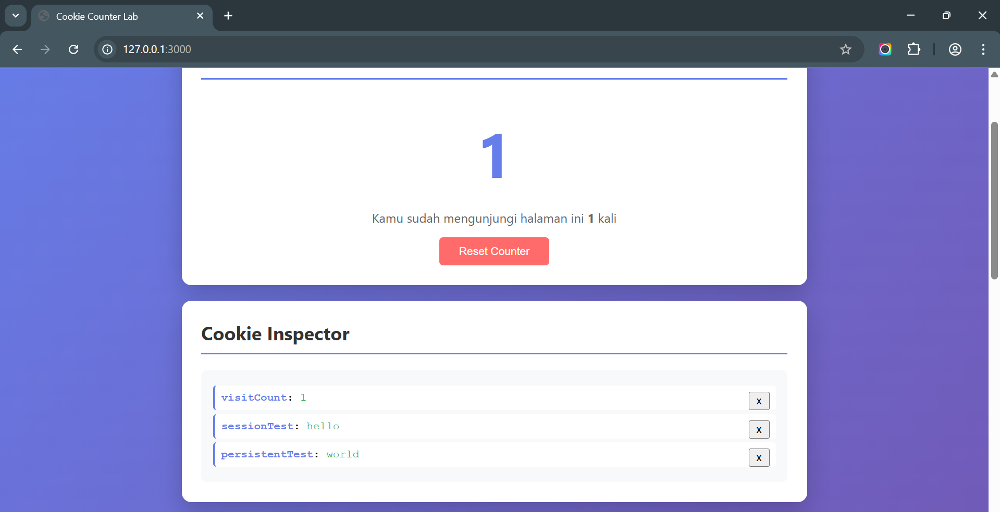 Cookie Counter Lab
127.0.0.1:3000
1
Kamu sudah mengunjungi halaman ini 1 kali
Reset Counter
Cookie Inspector
visitCount: 1
x
sessionTest: hello
x
persistentTest: world
x